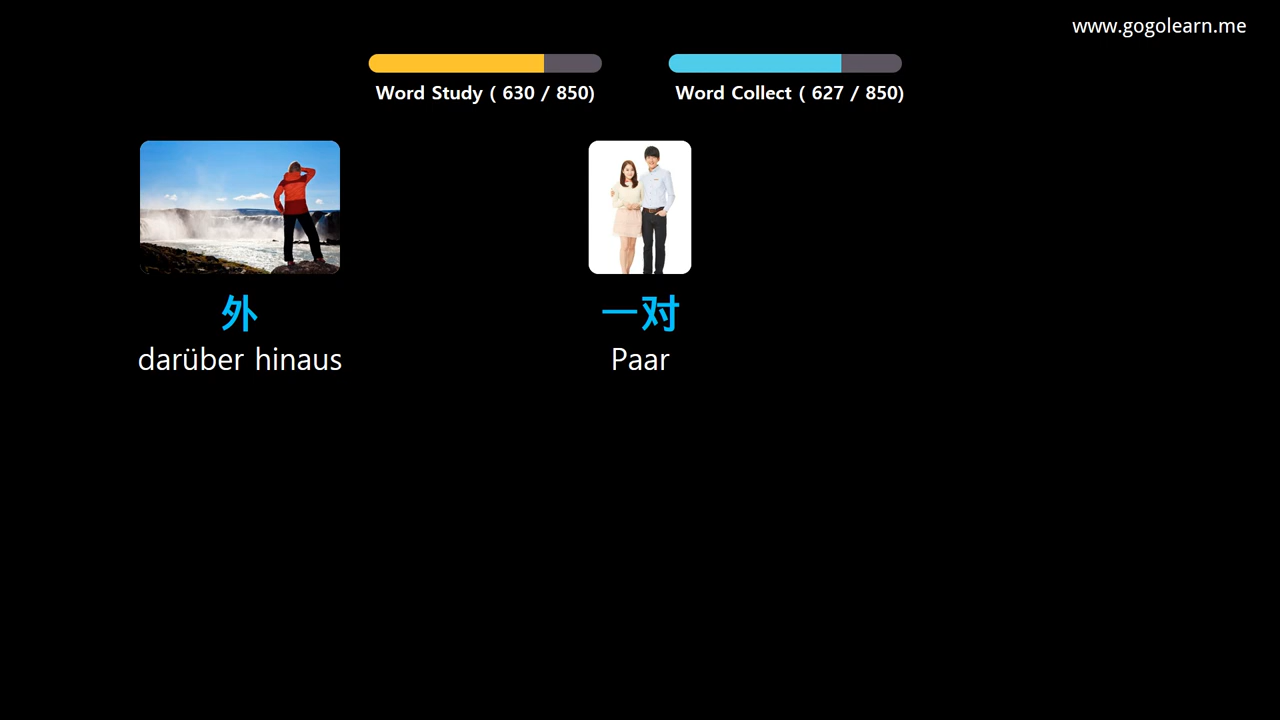 www.gogolearn.me
Word Study ( 630 / 850)
Word Collect ( 627 / 850)
外
darüber hinaus
一对
Paar